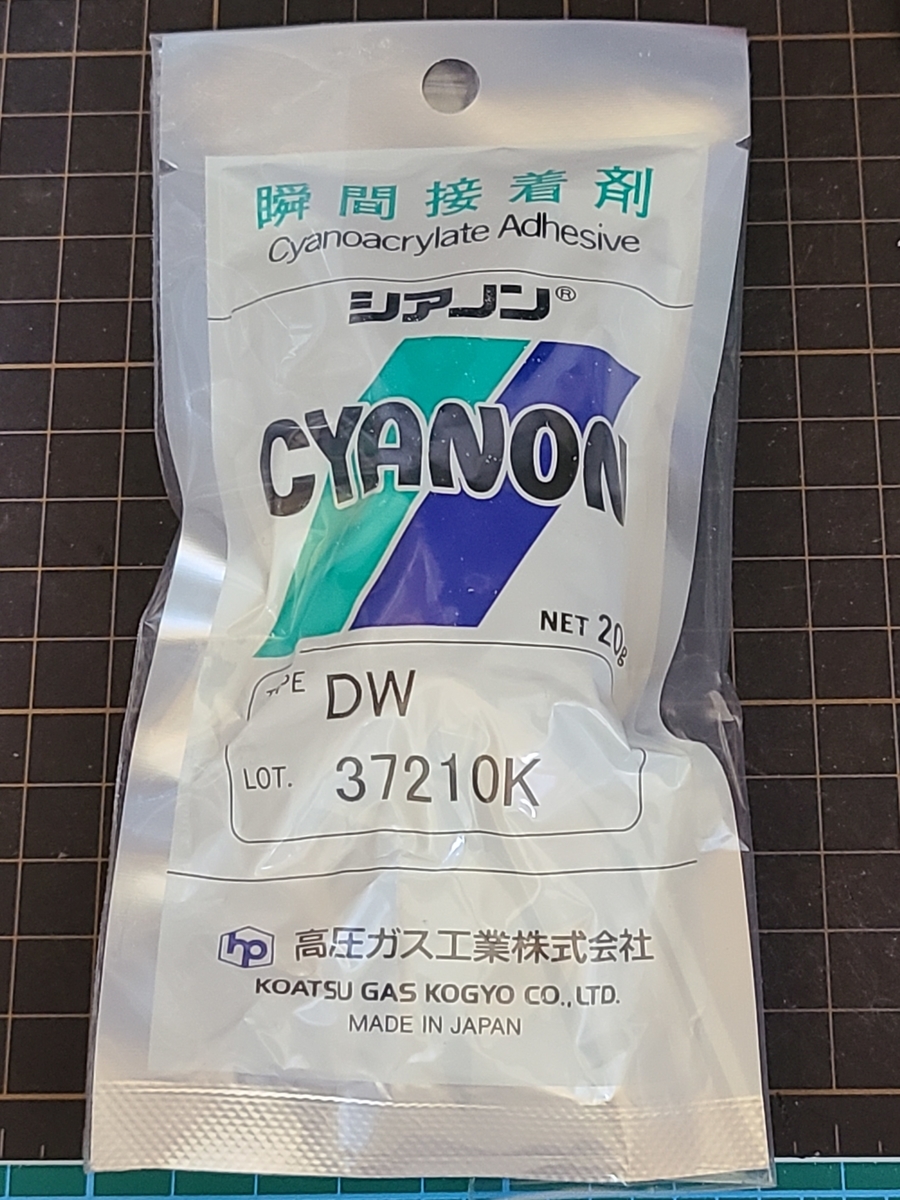 瞬間接着剤
Cyanoacrylate Adhesive
シアノン®
CYANON
NET 20g
TYPE DW
LOT. 37210K
hp 高圧ガス工業株式会社
KOATSU GAS KOGYO CO.,LTD.
MADE IN JAPAN